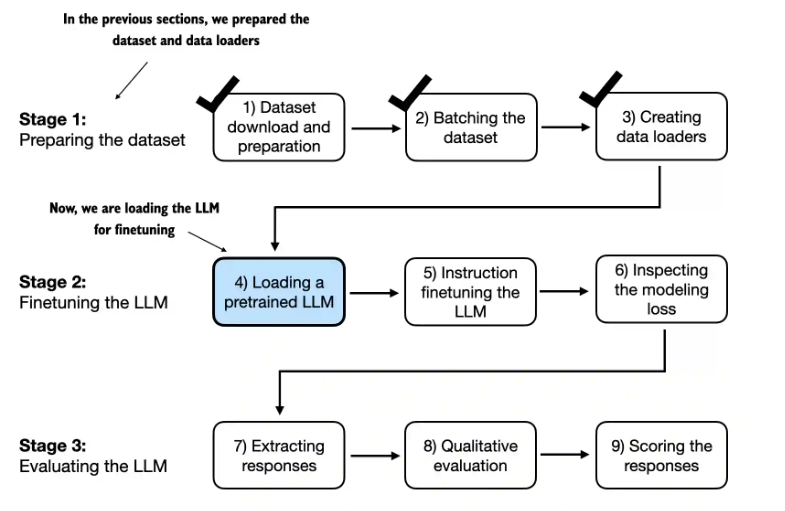 In the previous sections, we prepared the
dataset and data loaders
Stage 1:
Preparing the dataset
1) Dataset
download and
preparation
2) Batching the
dataset
3) Creating
data loaders
Now, we are loading the LLM
for finetuning
Stage 2:
Finetuning the LLM
4) Loading a
pretrained LLM
5) Instruction
finetuning the
LLM
6) Inspecting
the modeling
loss
Stage 3:
Evaluating the LLM
7) Extracting
responses
8) Qualitative
evaluation
9) Scoring the
responses